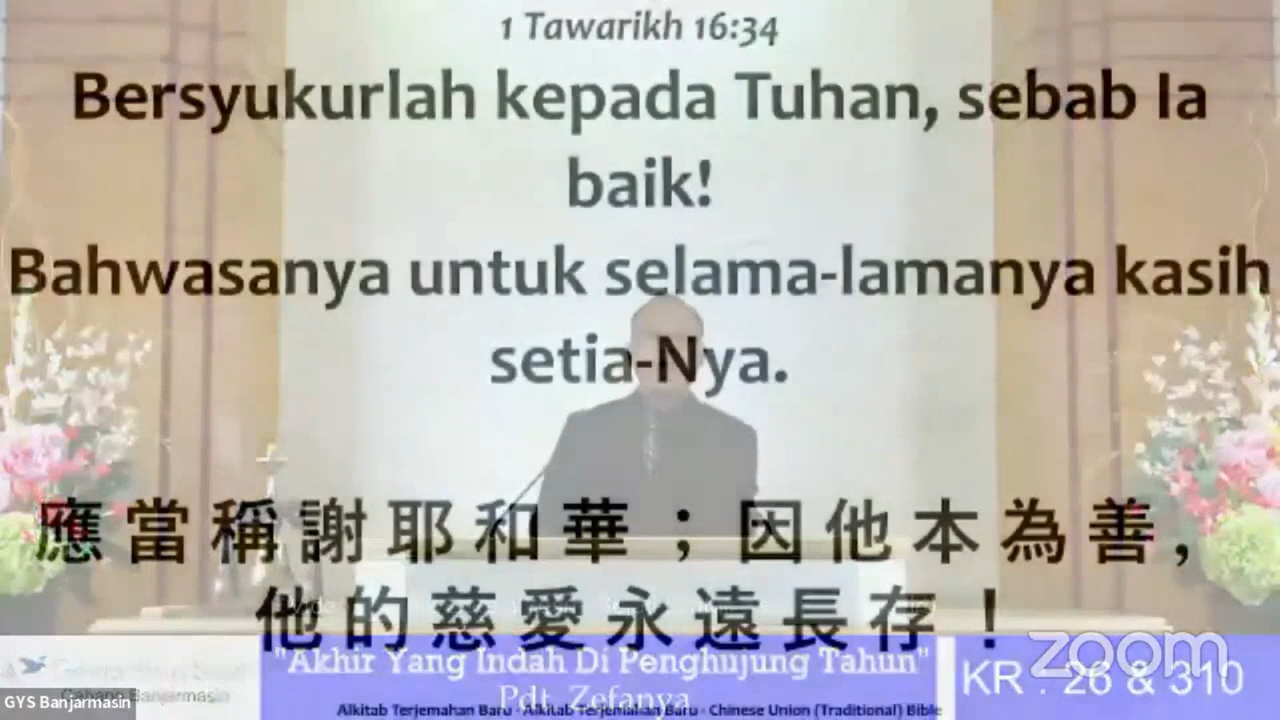 1 Tawarikh 16:34
Bersyukurlah kepada Tuhan, sebab Ia
baik!
Bahwasanya untuk selama-lamanya kasih
setia-Nya.
應當稱謝耶和華；因他本為善，
他的慈愛永遠長存！
"Akhir Yang Indah Di Penghujung Tahun"
Pdt. Zefanya
Alkitab Terjemahan Baru - Alkitab Terjemahan Baru - Chinese Union (Traditional) Bible
KR . 26 & 310
zoom
Cabang Banjarmasin
GYS Banjarmasin